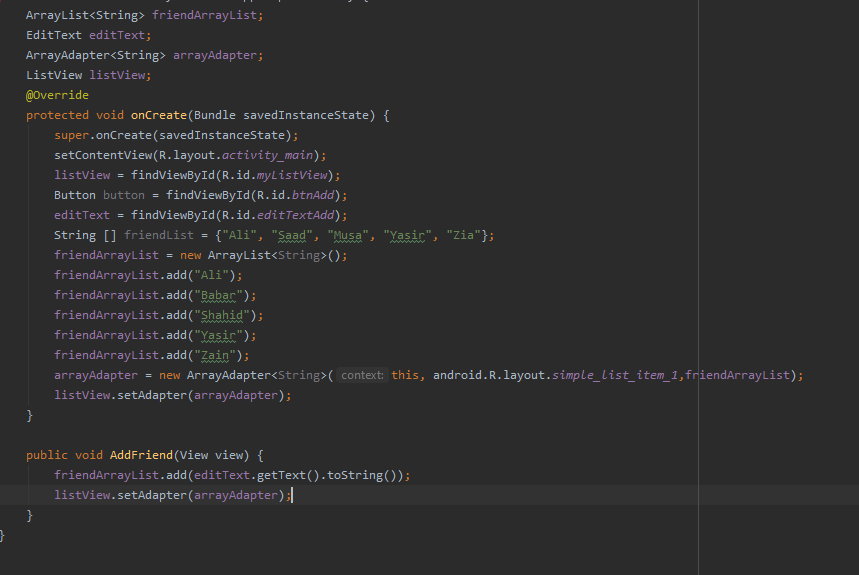 ArrayList<String> friendArrayList;
EditText editText;
ArrayAdapter<String> arrayAdapter;
ListView listView;
@Override
protected void onCreate(Bundle savedInstanceState) {
super.onCreate(savedInstanceState);
setContentView(R.layout.activity_main);
listView = findViewById(R.id.myListView);
Button button = findViewById(R.id.btnAdd);
editText = findViewById(R.id.editTextAdd);
String [] friendList = {"Ali", "Saad", "Musa", "Yasir", "Zia"};
friendArrayList = new ArrayList<String>();
friendArrayList.add("Ali");
friendArrayList.add("Babar");
friendArrayList.add("Shahid");
friendArrayList.add("Yasir");
friendArrayList.add("Zain");
arrayAdapter = new ArrayAdapter<String>( context: this, android.R.layout.simple_list_item_1,friendArrayList);
listView.setAdapter(arrayAdapter);
}
public void AddFriend(View view) {
friendArrayList.add(editText.getText().toString());
listView.setAdapter(arrayAdapter);
}
}